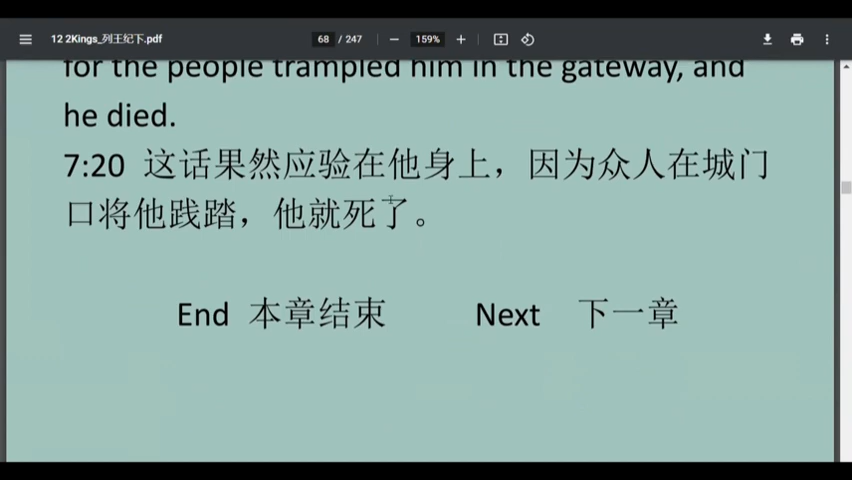 12 2Kings_列王纪下.pdf
68 / 247
159%
for the people trampled him in the gateway, and
he died.
7:20 这话果然应验在他身上，因为众人在城门
口将他践踏，他就死了。
End 本章结束 Next 下一章